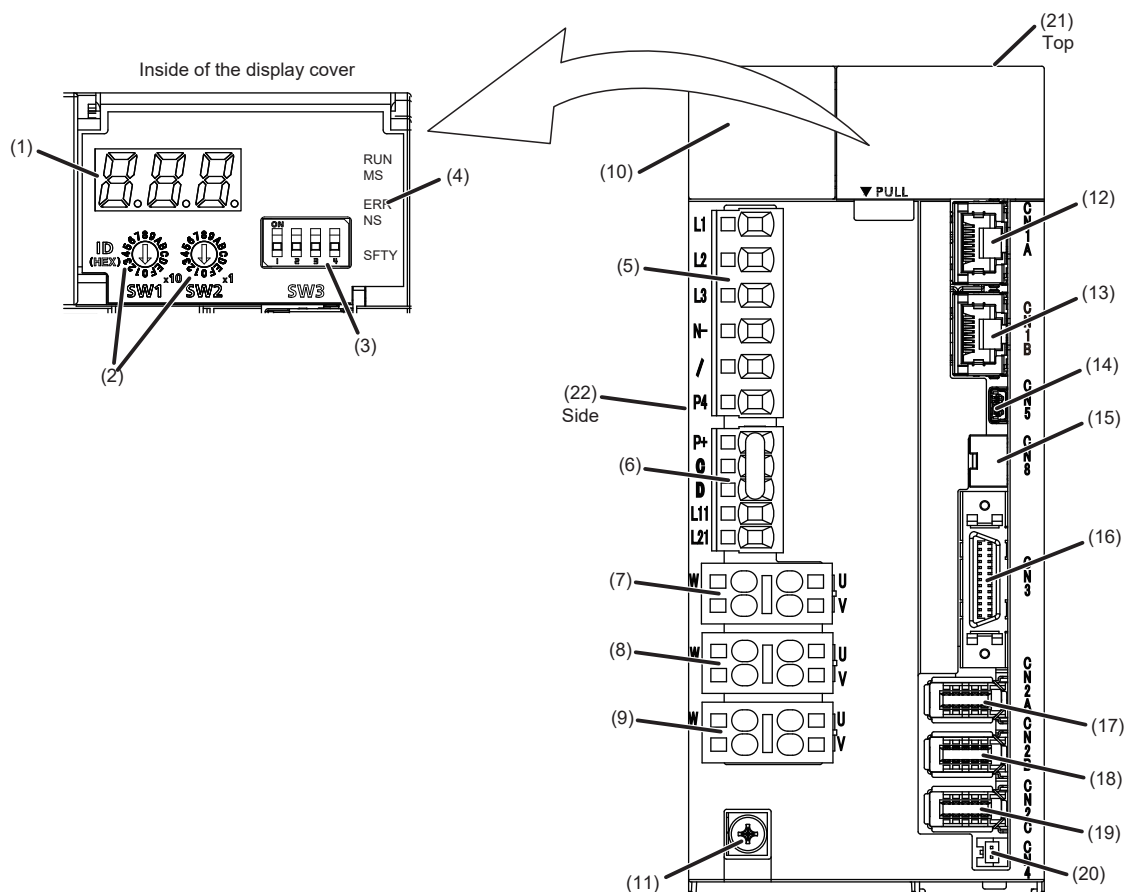 Inside of the display cover
(1)
RUN
MS
ERR
NS
(4)
ON
1 2 3 4
SFTY
ID
(HEX)
456789ABCDEF0123
456789ABCDEF0123
x10
x1
SW1
SW2
SW3
(2)
(3)
(21)
Top
(10)
▼ PULL
L1
L2
(5)
L3
N-
/
P4
(22)
Side
P+
C
(6)
D
L11
L21
(7)
W
U
V
(8)
W
U
V
(9)
W
U
V
(11)
CN1A
(12)
CN1B
(13)
CN5
(14)
CN8
(15)
CN3
(16)
CN2A
(17)
CN2B
(18)
CN2C
(19)
CN4
(20)